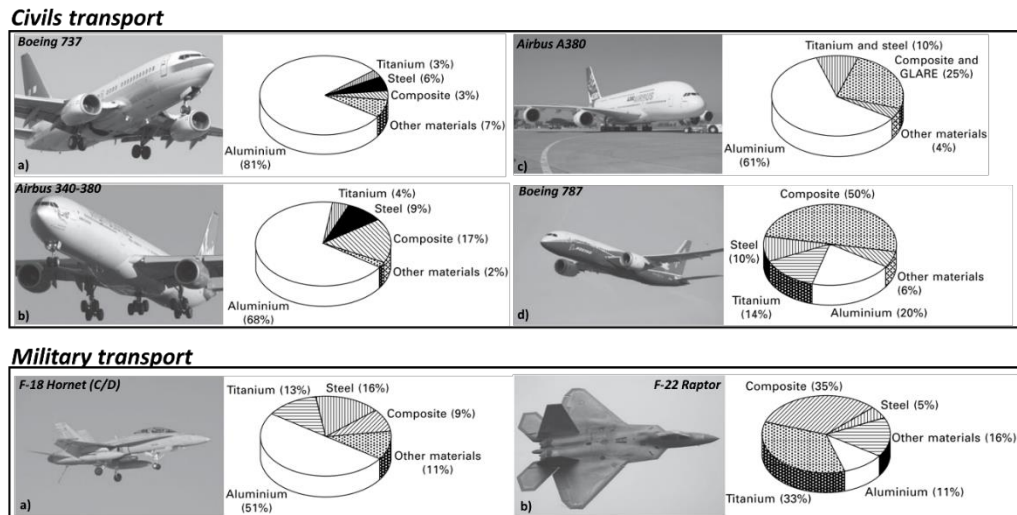 Civils transport
Boeing 737
Titanium (3%)
Steel (6%)
Composite (3%)
Other materials (7%)
Aluminium
(81%)
a)
Airbus A380
Titanium and steel (10%)
Composite and
GLARE (25%)
Other materials
(4%)
Aluminium
(61%)
c)
Airbus 340-380
Titanium (4%)
Steel (9%)
Composite (17%)
Other materials (2%)
Aluminium
(68%)
b)
Boeing 787
Composite (50%)
Steel
(10%)
Other materials
(6%)
Titanium
(14%)
Aluminium (20%)
d)
Military transport
F-18 Hornet (C/D)
Titanium (13%)
Steel (16%)
Composite (9%)
Other materials
(11%)
Aluminium
(51%)
a)
F-22 Raptor
Composite (35%)
Steel (5%)
Other materials (16%)
Aluminium (11%)
Titanium (33%)
b)